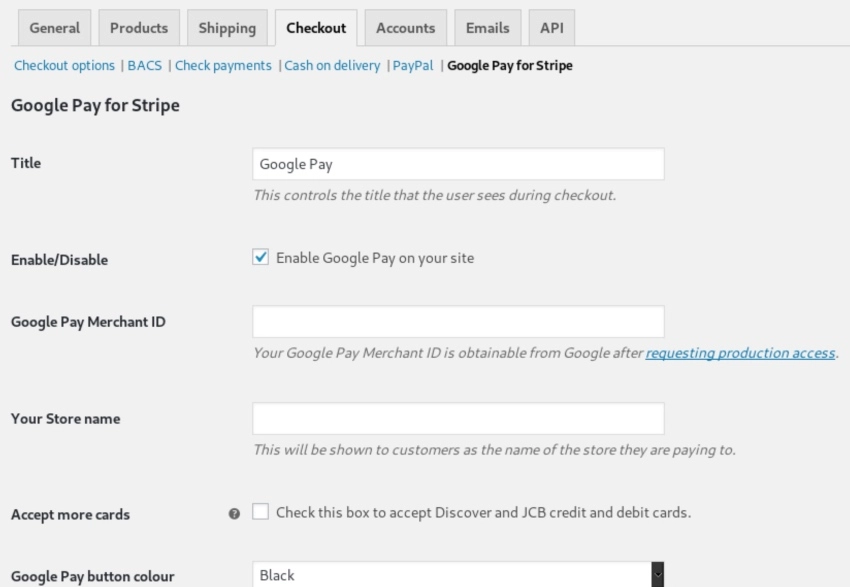 General Products Shipping Checkout Accounts Emails API
Checkout options | BACS | Check payments | Cash on delivery | PayPal | Google Pay for Stripe
Google Pay for Stripe
Title Google Pay
This controls the title that the user sees during checkout.
Enable/Disable Enable Google Pay on your site
Google Pay Merchant ID
Your Google Pay Merchant ID is obtainable from Google after requesting production access.
Your Store name
This will be shown to customers as the name of the store they are paying to.
Accept more cards ? Check this box to accept Discover and JCB credit and debit cards.
Google Pay button colour Black